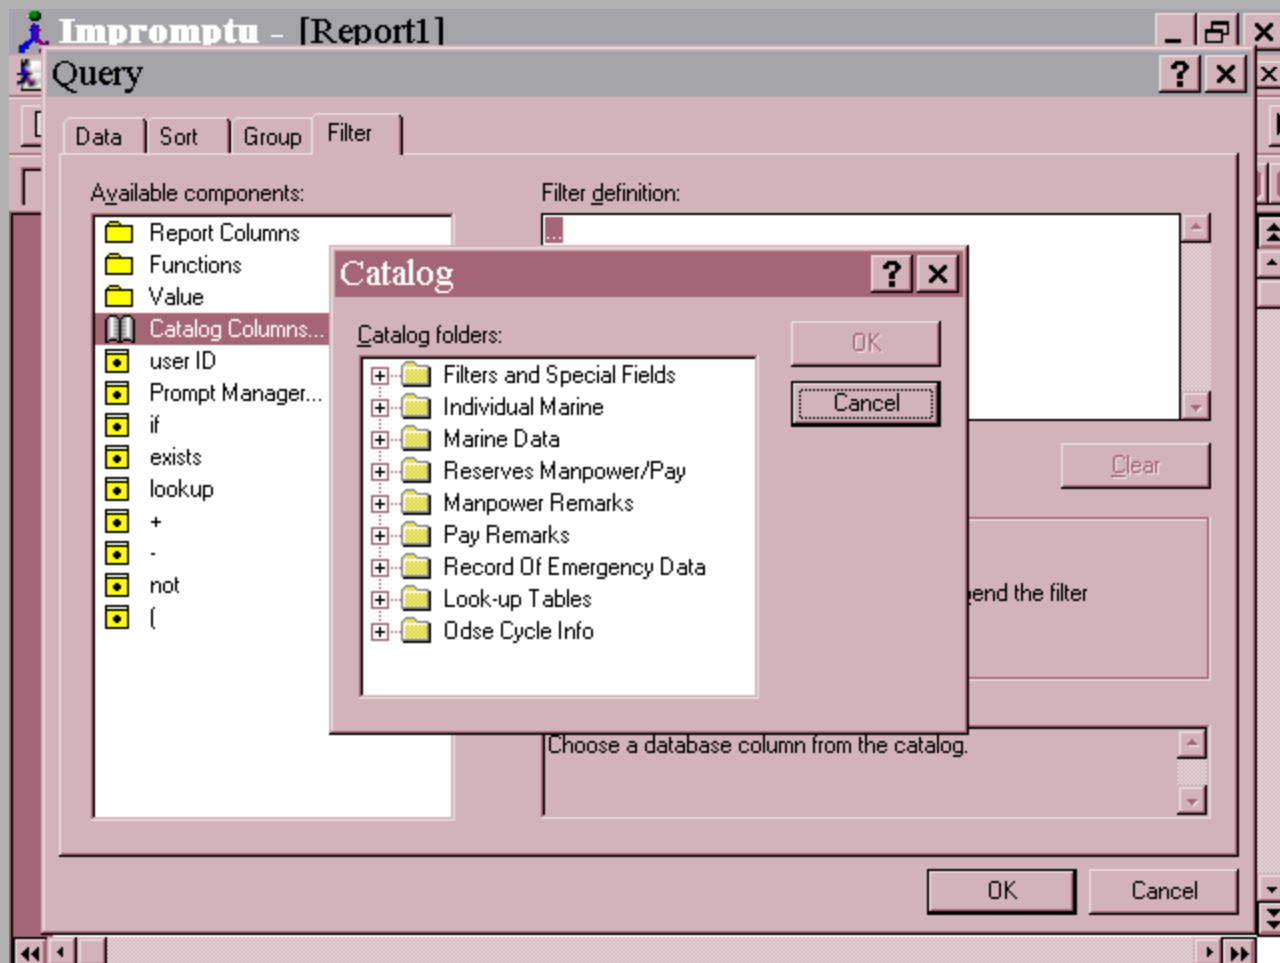 Impromptu - [Report1]
Query
Data Sort Group Filter
Available components:
Report Columns
Functions
Value
Catalog Columns...
user ID
Prompt Manager...
if
exists
lookup
+
-
not
(
Filter definition:
...
Catalog
Catalog folders:
Filters and Special Fields
Individual Marine
Marine Data
Reserves Manpower/Pay
Manpower Remarks
Pay Remarks
Record Of Emergency Data
Look-up Tables
Odse Cycle Info
OK
Cancel
Clear
the filter
Choose a database column from the catalog.
OK Cancel